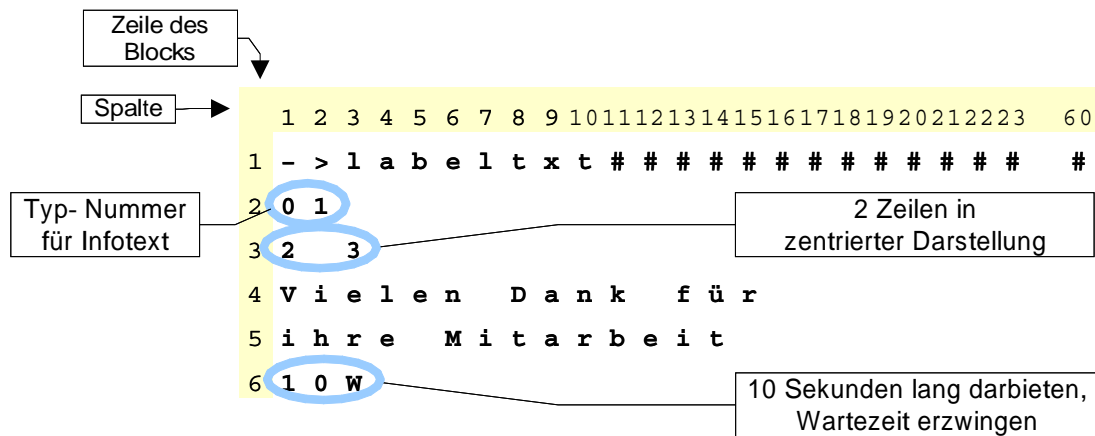 Zeile des
Blocks
Spalte
1 2 3 4 5 6 7 8 9 10 11 12 13 14 15 16 17 18 19 20 21 22 23 60
1 - > l a b e l t x t # # # # # # # # # # # # # #
Typ- Nummer
für Infotext
2 0 1
2 Zeilen in
zentrierter Darstellung
3 2 3
4 V i e l e n D a n k f ü r
5 i h r e M i t a r b e i t
6 1 0 W
10 Sekunden lang darbieten,
Wartezeit erzwingen